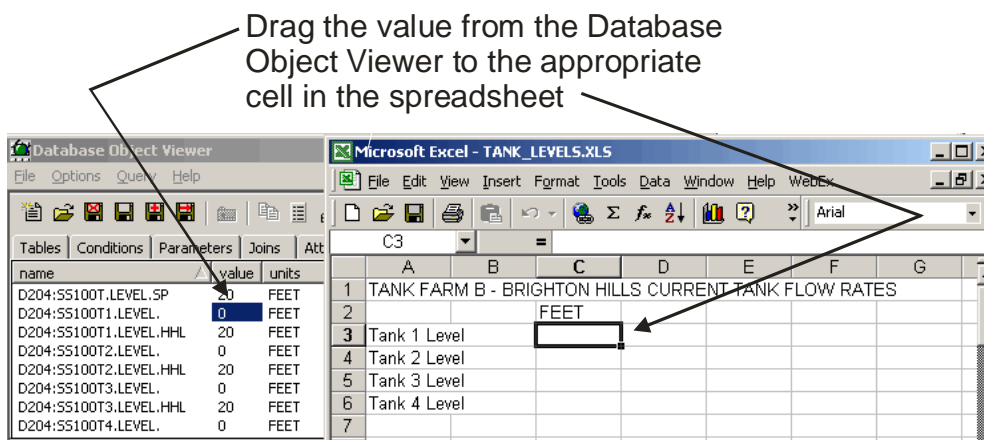 Drag the value from the Database
Object Viewer to the appropriate
cell in the spreadsheet
Database Object Viewer
File Options Query Help
Tables Conditions Parameters Joins Att
name value units
D204:SS100T.LEVEL.SP 20 FEET
D204:SS100T1.LEVEL. 0 FEET
D204:SS100T1.LEVEL.HHL 20 FEET
D204:SS100T2.LEVEL. 0 FEET
D204:SS100T2.LEVEL.HHL 20 FEET
D204:SS100T3.LEVEL. 0 FEET
D204:SS100T3.LEVEL.HHL 20 FEET
D204:SS100T4.LEVEL. 0 FEET
Microsoft Excel - TANK_LEVELS.XLS
File Edit View Insert Format Tools Data Window Help WebEx
Arial
C3 =
A B C D E F G
1 TANK FARM B - BRIGHTON HILLS CURRENT TANK FLOW RATES
2 FEET
3 Tank 1 Level
4 Tank 2 Level
5 Tank 3 Level
6 Tank 4 Level
7